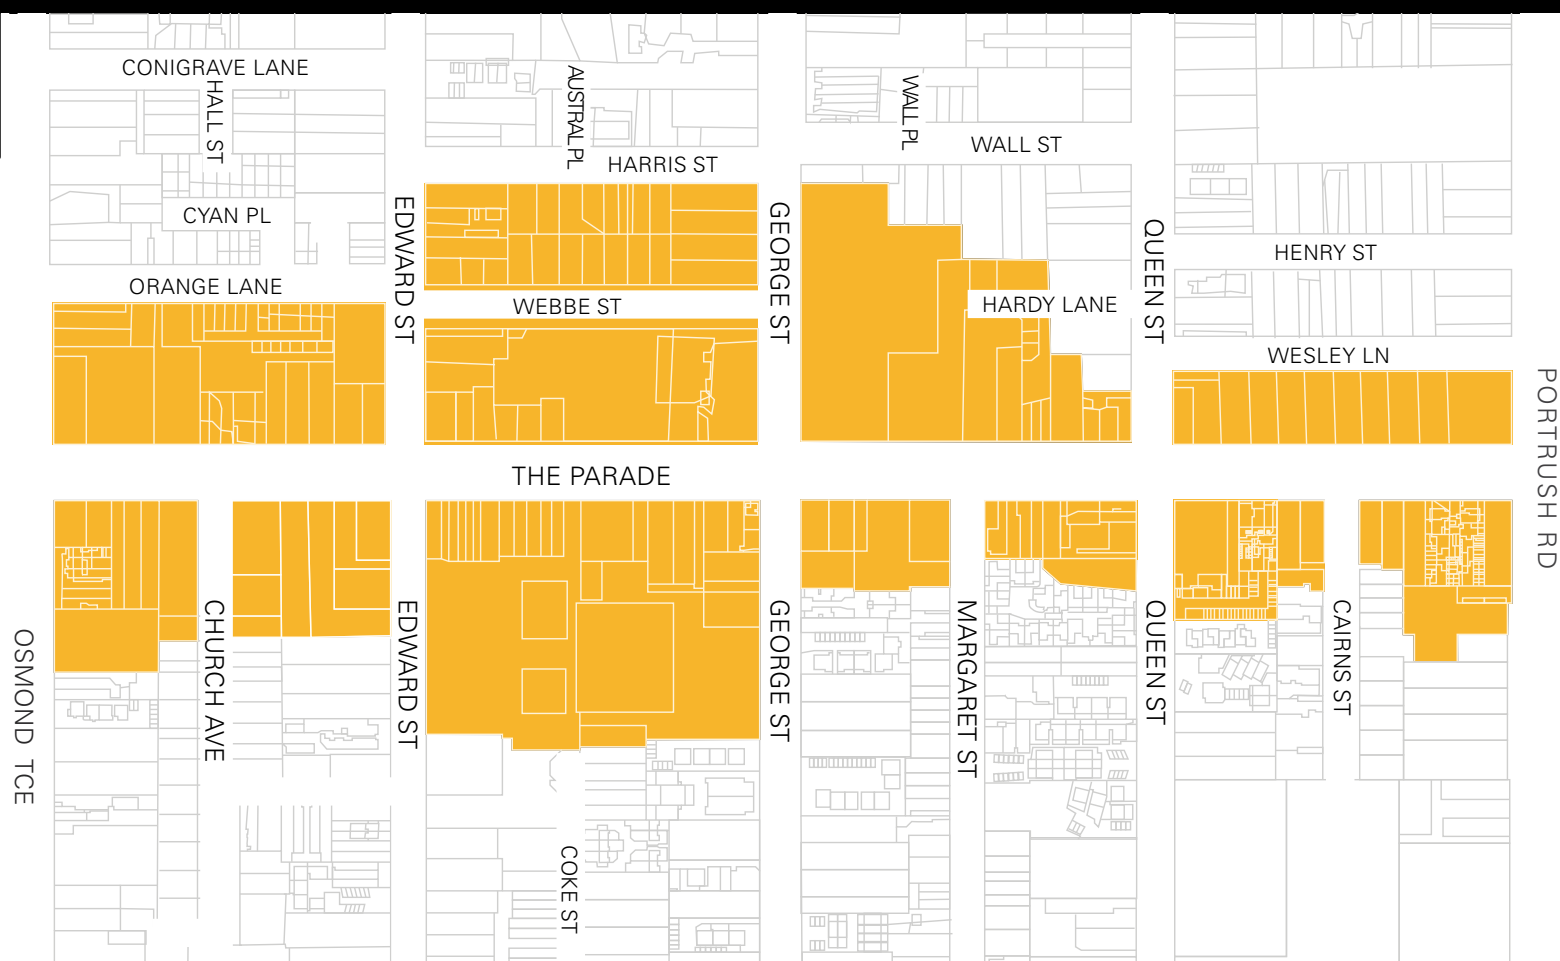 CONIGRAVE LANE
HALL ST
AUSTRAL PL
WALL PL
WALL ST
HARRIS ST
CYAN PL
EDWARD ST
GEORGE ST
QUEEN ST
HENRY ST
ORANGE LANE
WEBBE ST
HARDY LANE
WESLEY LN
PORTRUSH RD
THE PARADE
OSMOND TCE
CHURCH AVE
EDWARD ST
GEORGE ST
MARGARET ST
QUEEN ST
CAIRNS ST
COKE ST